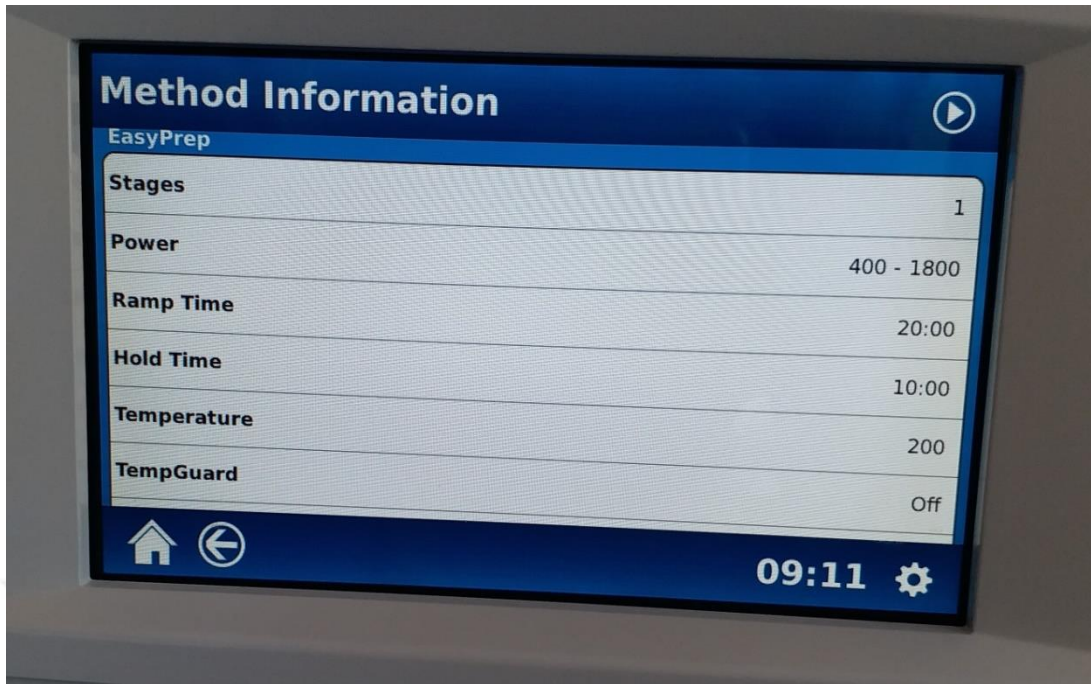 Method Information
EasyPrep
Stages 1
Power 400 - 1800
Ramp Time 20:00
Hold Time 10:00
Temperature 200
TempGuard Off
09:11